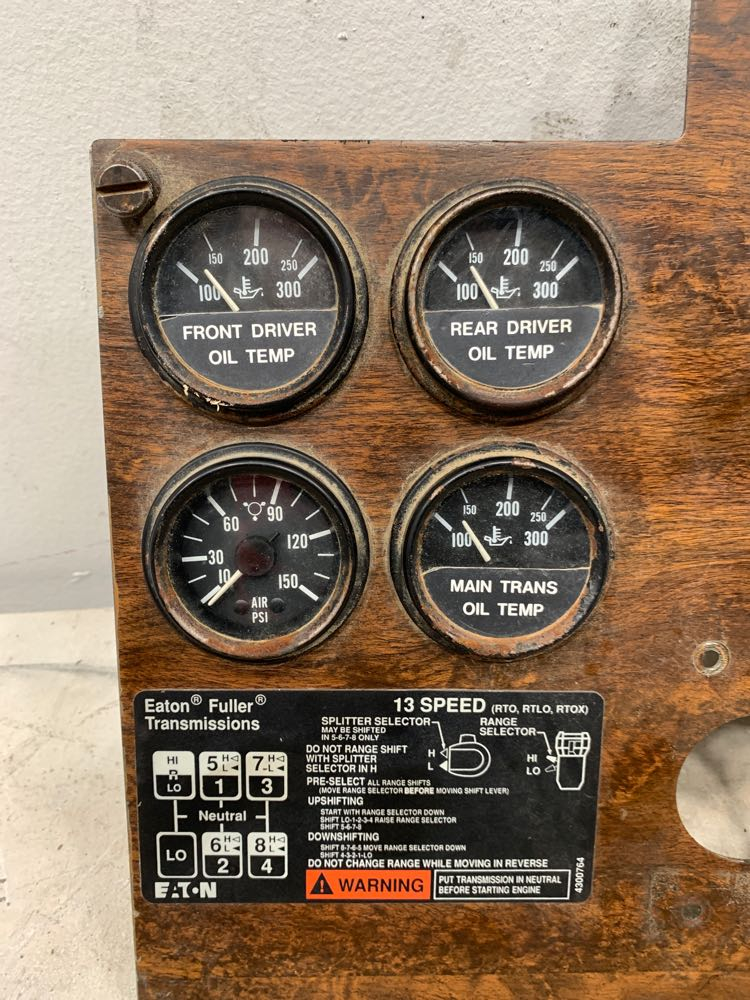 150 200 250
100 300
FRONT DRIVER
OIL TEMP
150 200 250
100 300
REAR DRIVER
OIL TEMP
60 90
30 120
10 150
AIR
PSI
150 200 250
100 300
MAIN TRANS
OIL TEMP
Eaton® Fuller®
Transmissions
13 SPEED (RTO, RTLO, RTOX)
SPLITTER SELECTOR
MAY BE SHIFTED
IN 5-6-7-8 ONLY
RANGE
SELECTOR
H
L
HI
LO
DO NOT RANGE SHIFT
WITH SPLITTER
SELECTOR IN H
PRE-SELECT ALL RANGE SHIFTS
(MOVE RANGE SELECTOR BEFORE MOVING SHIFT LEVER)
UPSHIFTING
START WITH RANGE SELECTOR DOWN
SHIFT LO-1-2-3-4 RAISE RANGE SELECTOR
SHIFT 5-6-7-8
DOWNSHIFTING
SHIFT 8-7-6-5 MOVE RANGE SELECTOR DOWN
SHIFT 4-3-2-1-LO
DO NOT CHANGE RANGE WHILE MOVING IN REVERSE
HI
R
LO
5 H L
1
7 H L
3
Neutral
LO
6 H L
2
8 H L
4
EATON
WARNING
PUT TRANSMISSION IN NEUTRAL
BEFORE STARTING ENGINE
4300764